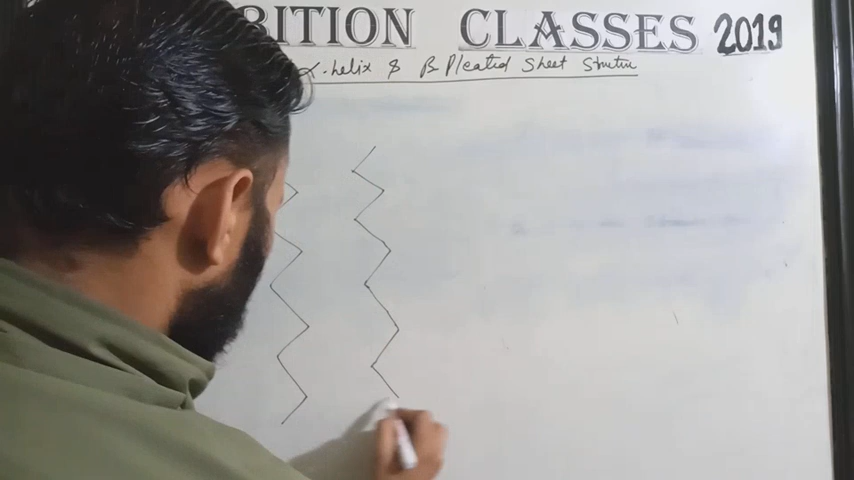 BITION CLASSES 2019
α-helix & β-Pleated Sheet Structure